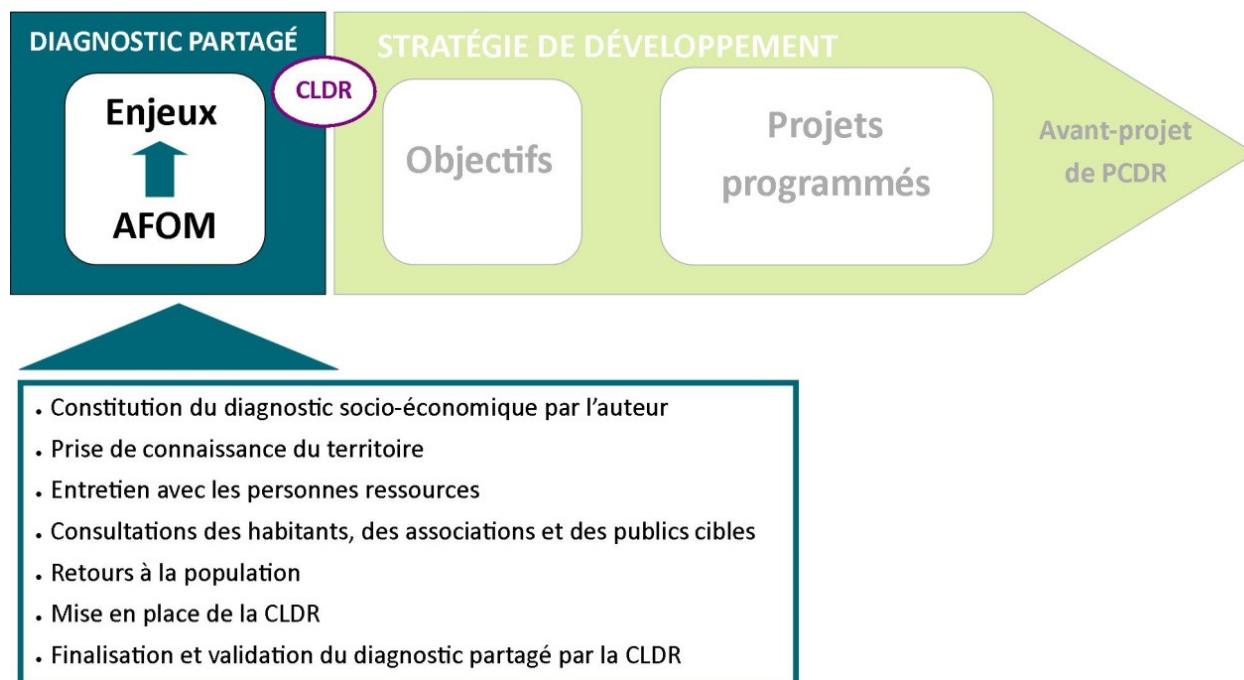 DIAGNOSTIC PARTAGÉ
Enjeux
AFOM
CLDR
STRATÉGIE DE DÉVELOPPEMENT
Objectifs
Projets
programmés
Avant-projet
de PCDR
• Constitution du diagnostic socio-économique par l’auteur
• Prise de connaissance du territoire
• Entretien avec les personnes ressources
• Consultations des habitants, des associations et des publics cibles
• Retours à la population
• Mise en place de la CLDR
• Finalisation et validation du diagnostic partagé par la CLDR